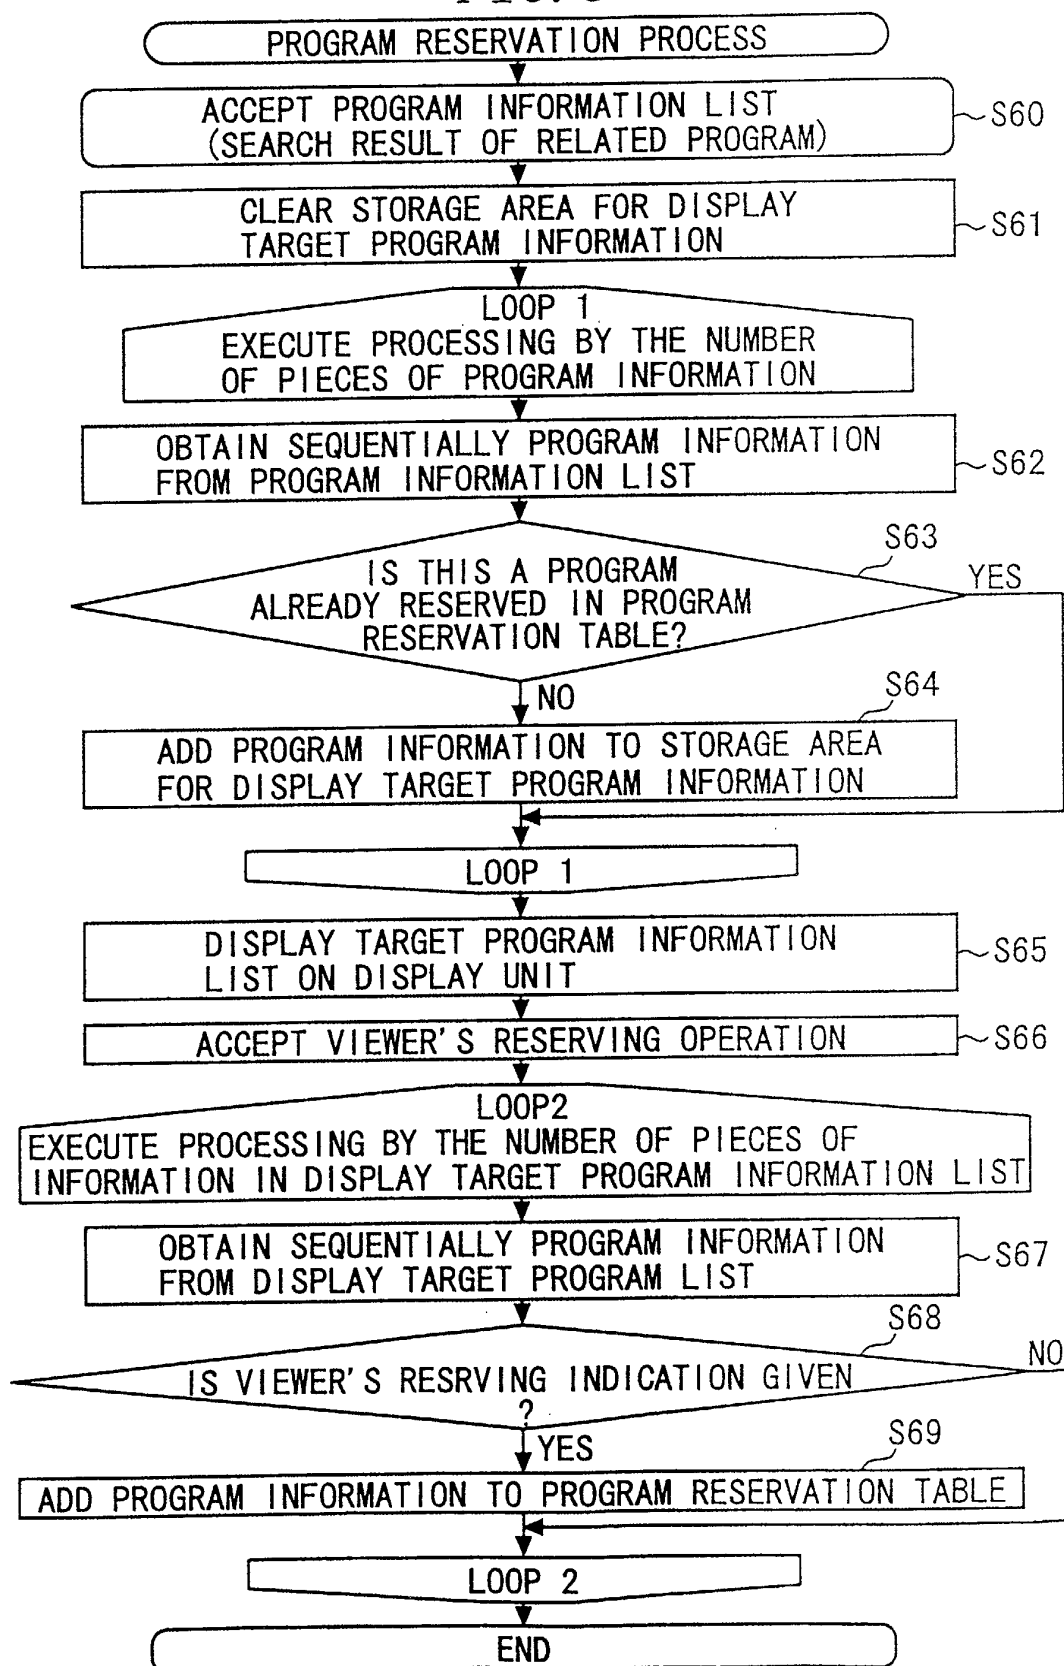 PROGRAM RESERVATION PROCESS
ACCEPT PROGRAM INFORMATION LIST
(SEARCH RESULT OF RELATED PROGRAM)
S60
CLEAR STORAGE AREA FOR DISPLAY
TARGET PROGRAM INFORMATION
S61
LOOP 1
EXECUTE PROCESSING BY THE NUMBER
OF PIECES OF PROGRAM INFORMATION
OBTAIN SEQUENTIALLY PROGRAM INFORMATION
FROM PROGRAM INFORMATION LIST
S62
S63
IS THIS A PROGRAM
ALREADY RESERVED IN PROGRAM
RESERVATION TABLE?
YES
NO
S64
ADD PROGRAM INFORMATION TO STORAGE AREA
FOR DISPLAY TARGET PROGRAM INFORMATION
LOOP 1
DISPLAY TARGET PROGRAM INFORMATION
LIST ON DISPLAY UNIT
S65
ACCEPT VIEWER'S RESERVING OPERATION
S66
LOOP2
EXECUTE PROCESSING BY THE NUMBER OF PIECES OF
INFORMATION IN DISPLAY TARGET PROGRAM INFORMATION LIST
OBTAIN SEQUENTIALLY PROGRAM INFORMATION
FROM DISPLAY TARGET PROGRAM LIST
S67
S68
IS VIEWER'S RESRVING INDICATION GIVEN
?
NO
YES
S69
ADD PROGRAM INFORMATION TO PROGRAM RESERVATION TABLE
LOOP 2
END